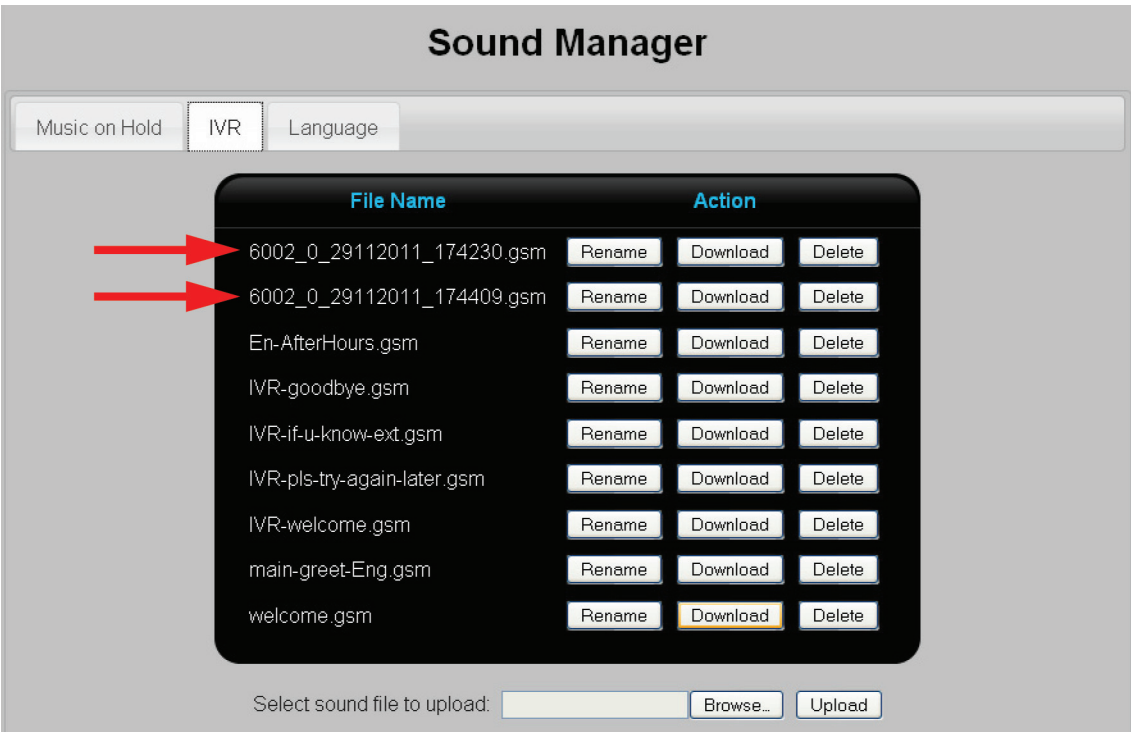 Sound Manager
Music on Hold IVR Language
File Name Action
6002_0_29112011_174230.gsm Rename Download Delete
6002_0_29112011_174409.gsm Rename Download Delete
En-AfterHours.gsm Rename Download Delete
IVR-goodbye.gsm Rename Download Delete
IVR-if-u-know-ext.gsm Rename Download Delete
IVR-pls-try-again-later.gsm Rename Download Delete
IVR-welcome.gsm Rename Download Delete
main-greet-Eng.gsm Rename Download Delete
welcome.gsm Rename Download Delete
Select sound file to upload: Browse... Upload